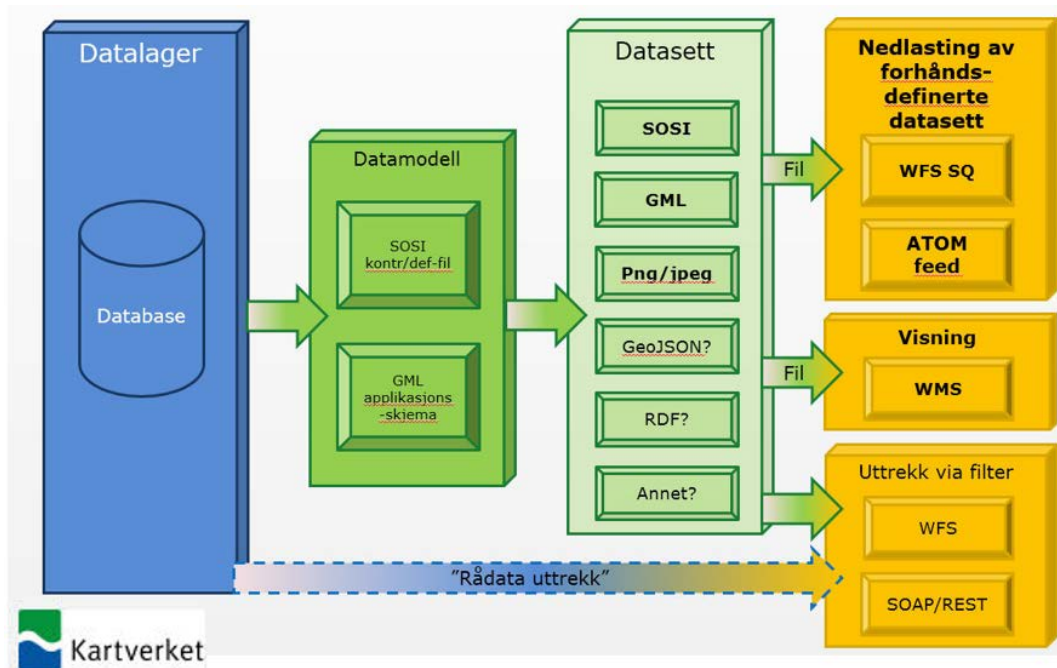 Datalager
Database
Datamodell
SOSI
kontr/def-fil
GML
applikasjons
-skjema
Datasett
SOSI
GML
Png/jpeg
GeoJSON?
RDF?
Annet?
Fil
Fil
Nedlasting av
forhånds-
definerte
datasett
WFS SQ
ATOM
feed
Visning
WMS
Uttrekk via filter
WFS
SOAP/REST
”Rådata uttrekk”
Kartverket